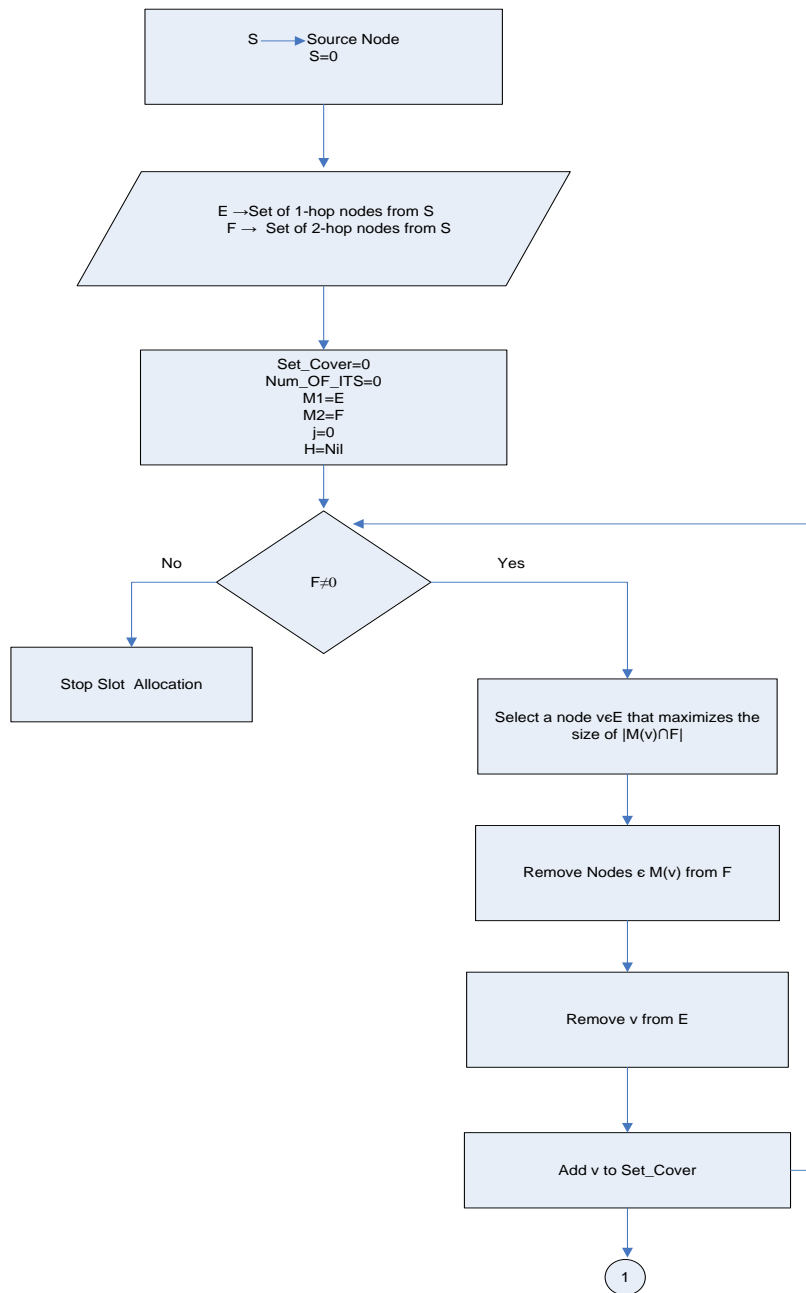 S → Source Node
S=0
E →Set of 1-hop nodes from S
F → Set of 2-hop nodes from S
Set_Cover=0
Num_OF_ITS=0
M1=E
M2=F
j=0
H=Nil
No
Yes
F≠0
Stop Slot Allocation
Select a node vєE that maximizes the
size of |M(v)∩F|
Remove Nodes є M(v) from F
Remove v from E
Add v to Set_Cover
1